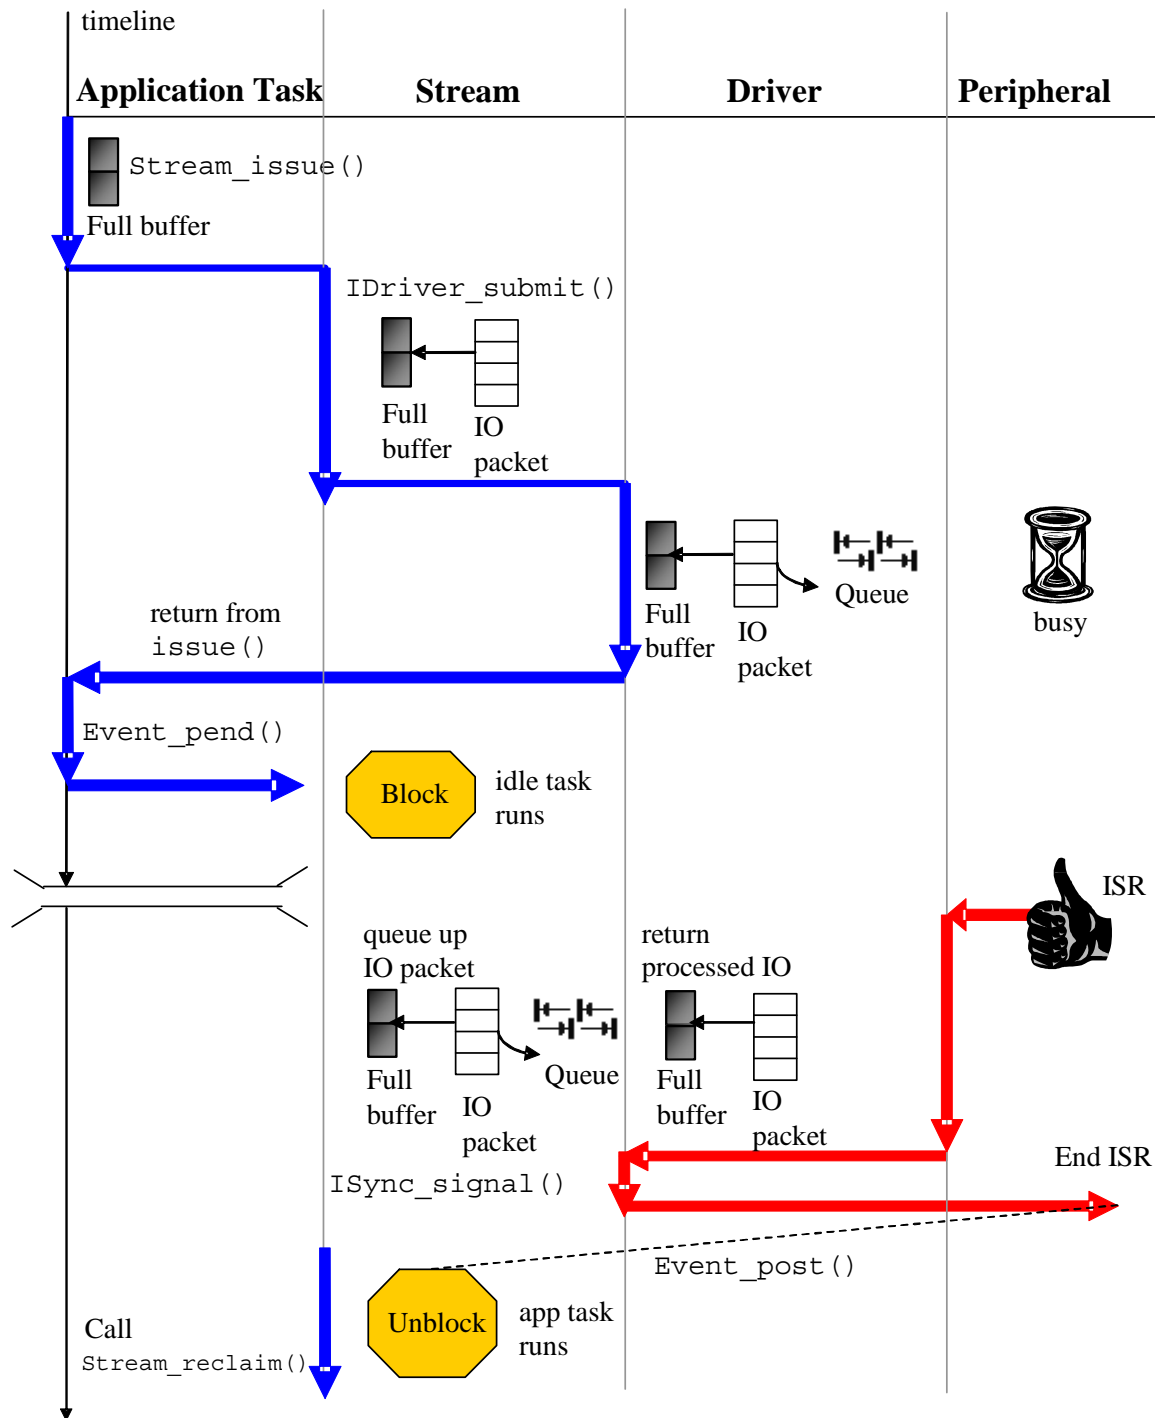 timeline
Application Task
Stream
Driver
Peripheral
Stream_issue()
Full buffer
IDriver_submit()
Full
buffer
IO
packet
Full
buffer
IO
packet
Queue
busy
return from
issue()
Event_pend()
Block
idle task
runs
ISR
queue up
IO packet
Full
buffer
IO
packet
Queue
return
processed IO
Full
buffer
IO
packet
End ISR
ISync_signal()
Event_post()
Unblock
app task
runs
Call
Stream_reclaim()